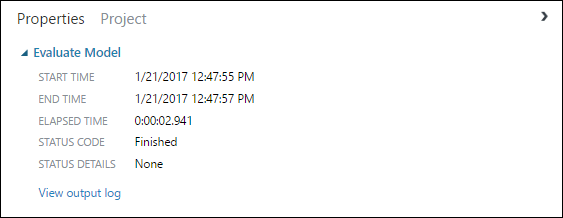 Properties Project
Evaluate Model
START TIME 1/21/2017 12:47:55 PM
END TIME 1/21/2017 12:47:57 PM
ELAPSED TIME 0:00:02.941
STATUS CODE Finished
STATUS DETAILS None
View output log